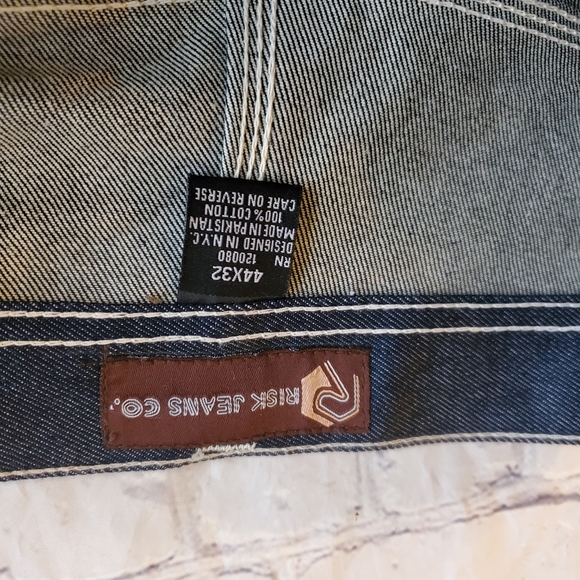 44X32
RN 120080
DESIGNED IN N.Y.C.
MADE IN PAKISTAN
100% COTTON
CARE ON REVERSE
RISK JEANS CO.